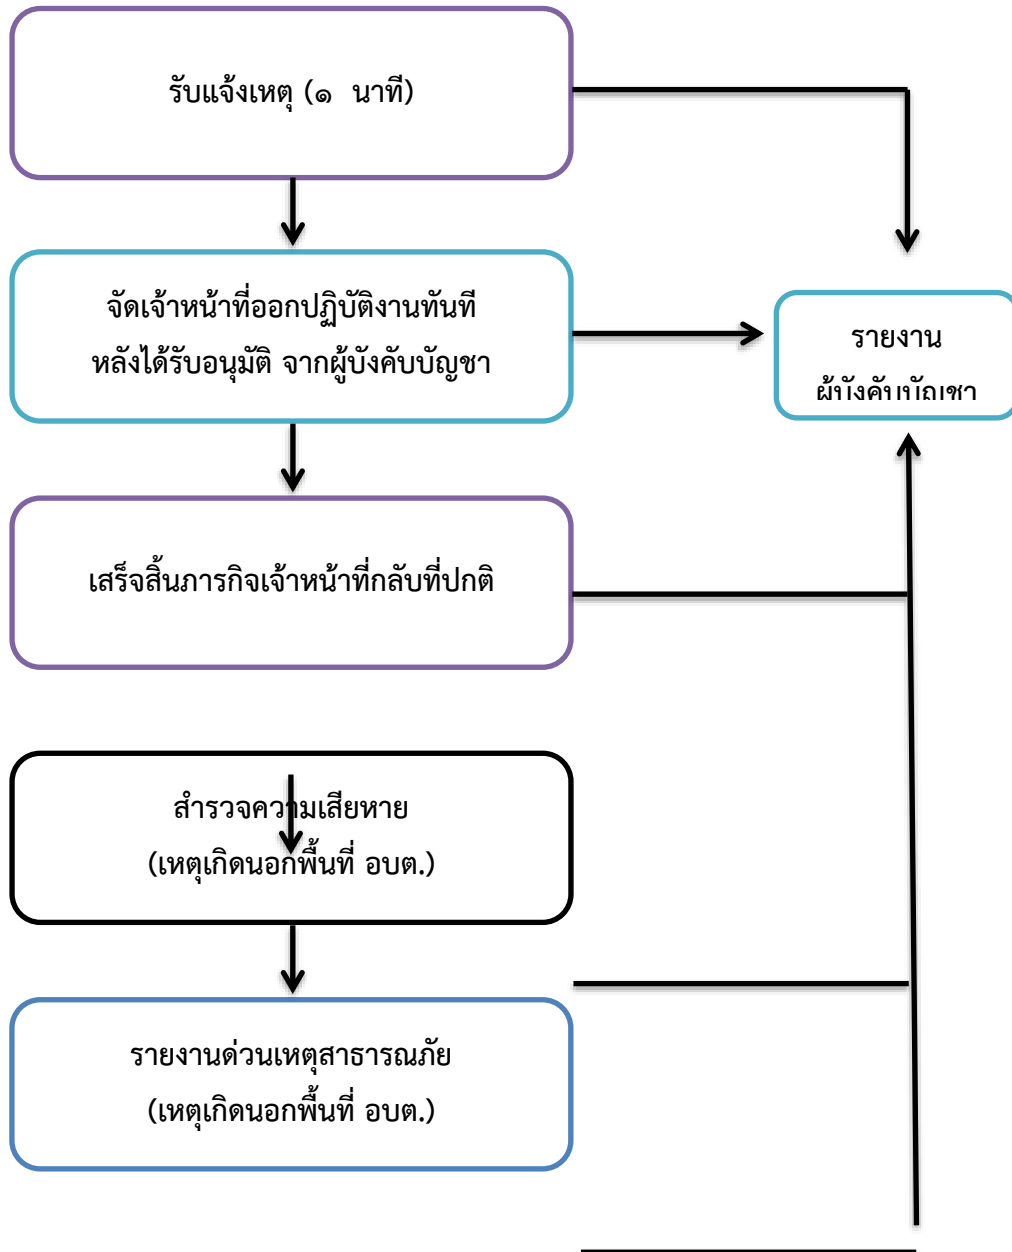 รับแจ้งเหตุ (๑ นาที)
จัดเจ้าหน้าที่ออกปฏิบัติงานทันที
หลังได้รับอนุมัติ จากผู้บังคับบัญชา
รายงาน
ผู้บังคับบัญชา
เสร็จสิ้นภารกิจเจ้าหน้าที่กลับที่ปกติ
สำรวจความเสียหาย
(เหตุเกิดนอกพื้นที่ อบต.)
รายงานด่วนเหตุสาธารณภัย
(เหตุเกิดนอกพื้นที่ อบต.)